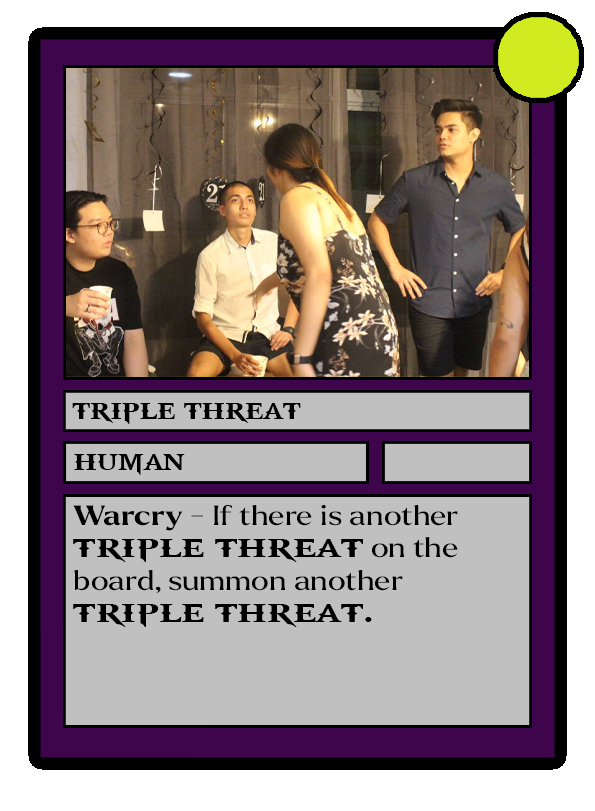 TRIPLE THREAT
HUMAN
Warcry – If there is another
TRIPLE THREAT on the
board, summon another
TRIPLE THREAT.